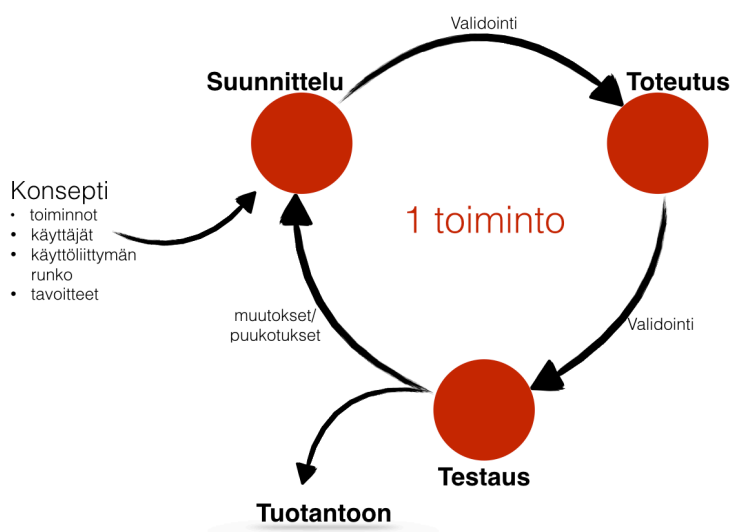 Validointi
Suunnittelu
Toteutus
Konsepti
• toiminnot
• käyttäjät
• käyttöliittymän
runko
• tavoitteet
1 toiminto
muutokset/
puukotukset
Validointi
Testaus
Tuotantoon